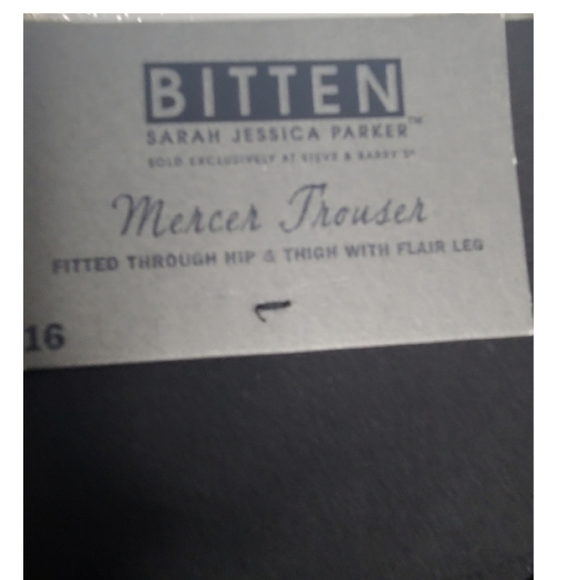 BITTEN
SARAH JESSICA PARKER™
SOLD EXCLUSIVELY AT STEVE & BARRY'S®
Mercer Trouser
FITTED THROUGH HIP & THIGH WITH FLAIR LEG
16